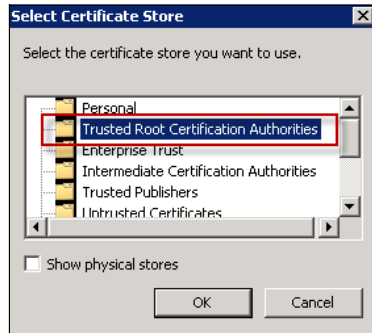 Select Certificate Store
Select the certificate store you want to use.
Personal
Trusted Root Certification Authorities
Enterprise Trust
Intermediate Certification Authorities
Trusted Publishers
Untrusted Certificates
Show physical stores
OK
Cancel